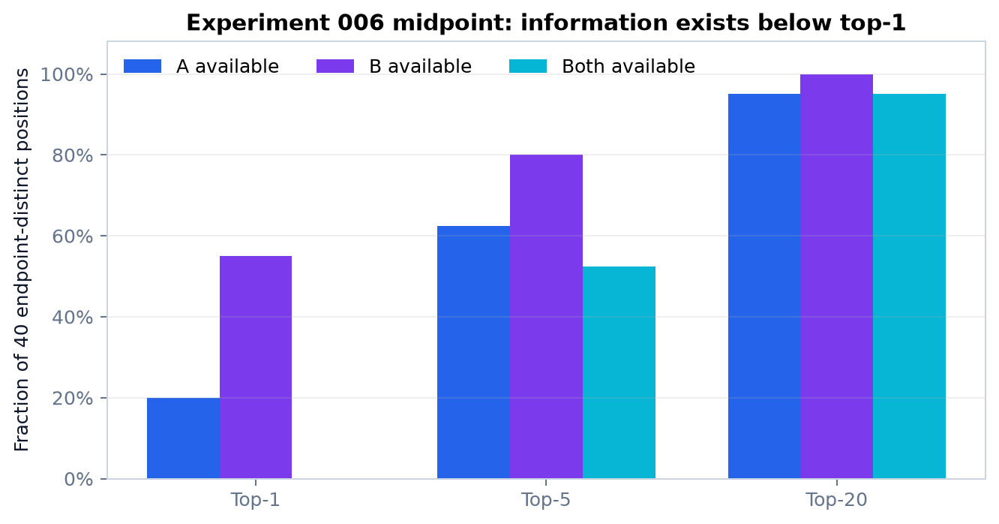 Experiment 006 midpoint: information exists below top-1
A available
B available
Both available
Fraction of 40 endpoint-distinct positions
100%
80%
60%
40%
20%
0%
Top-1
Top-5
Top-20